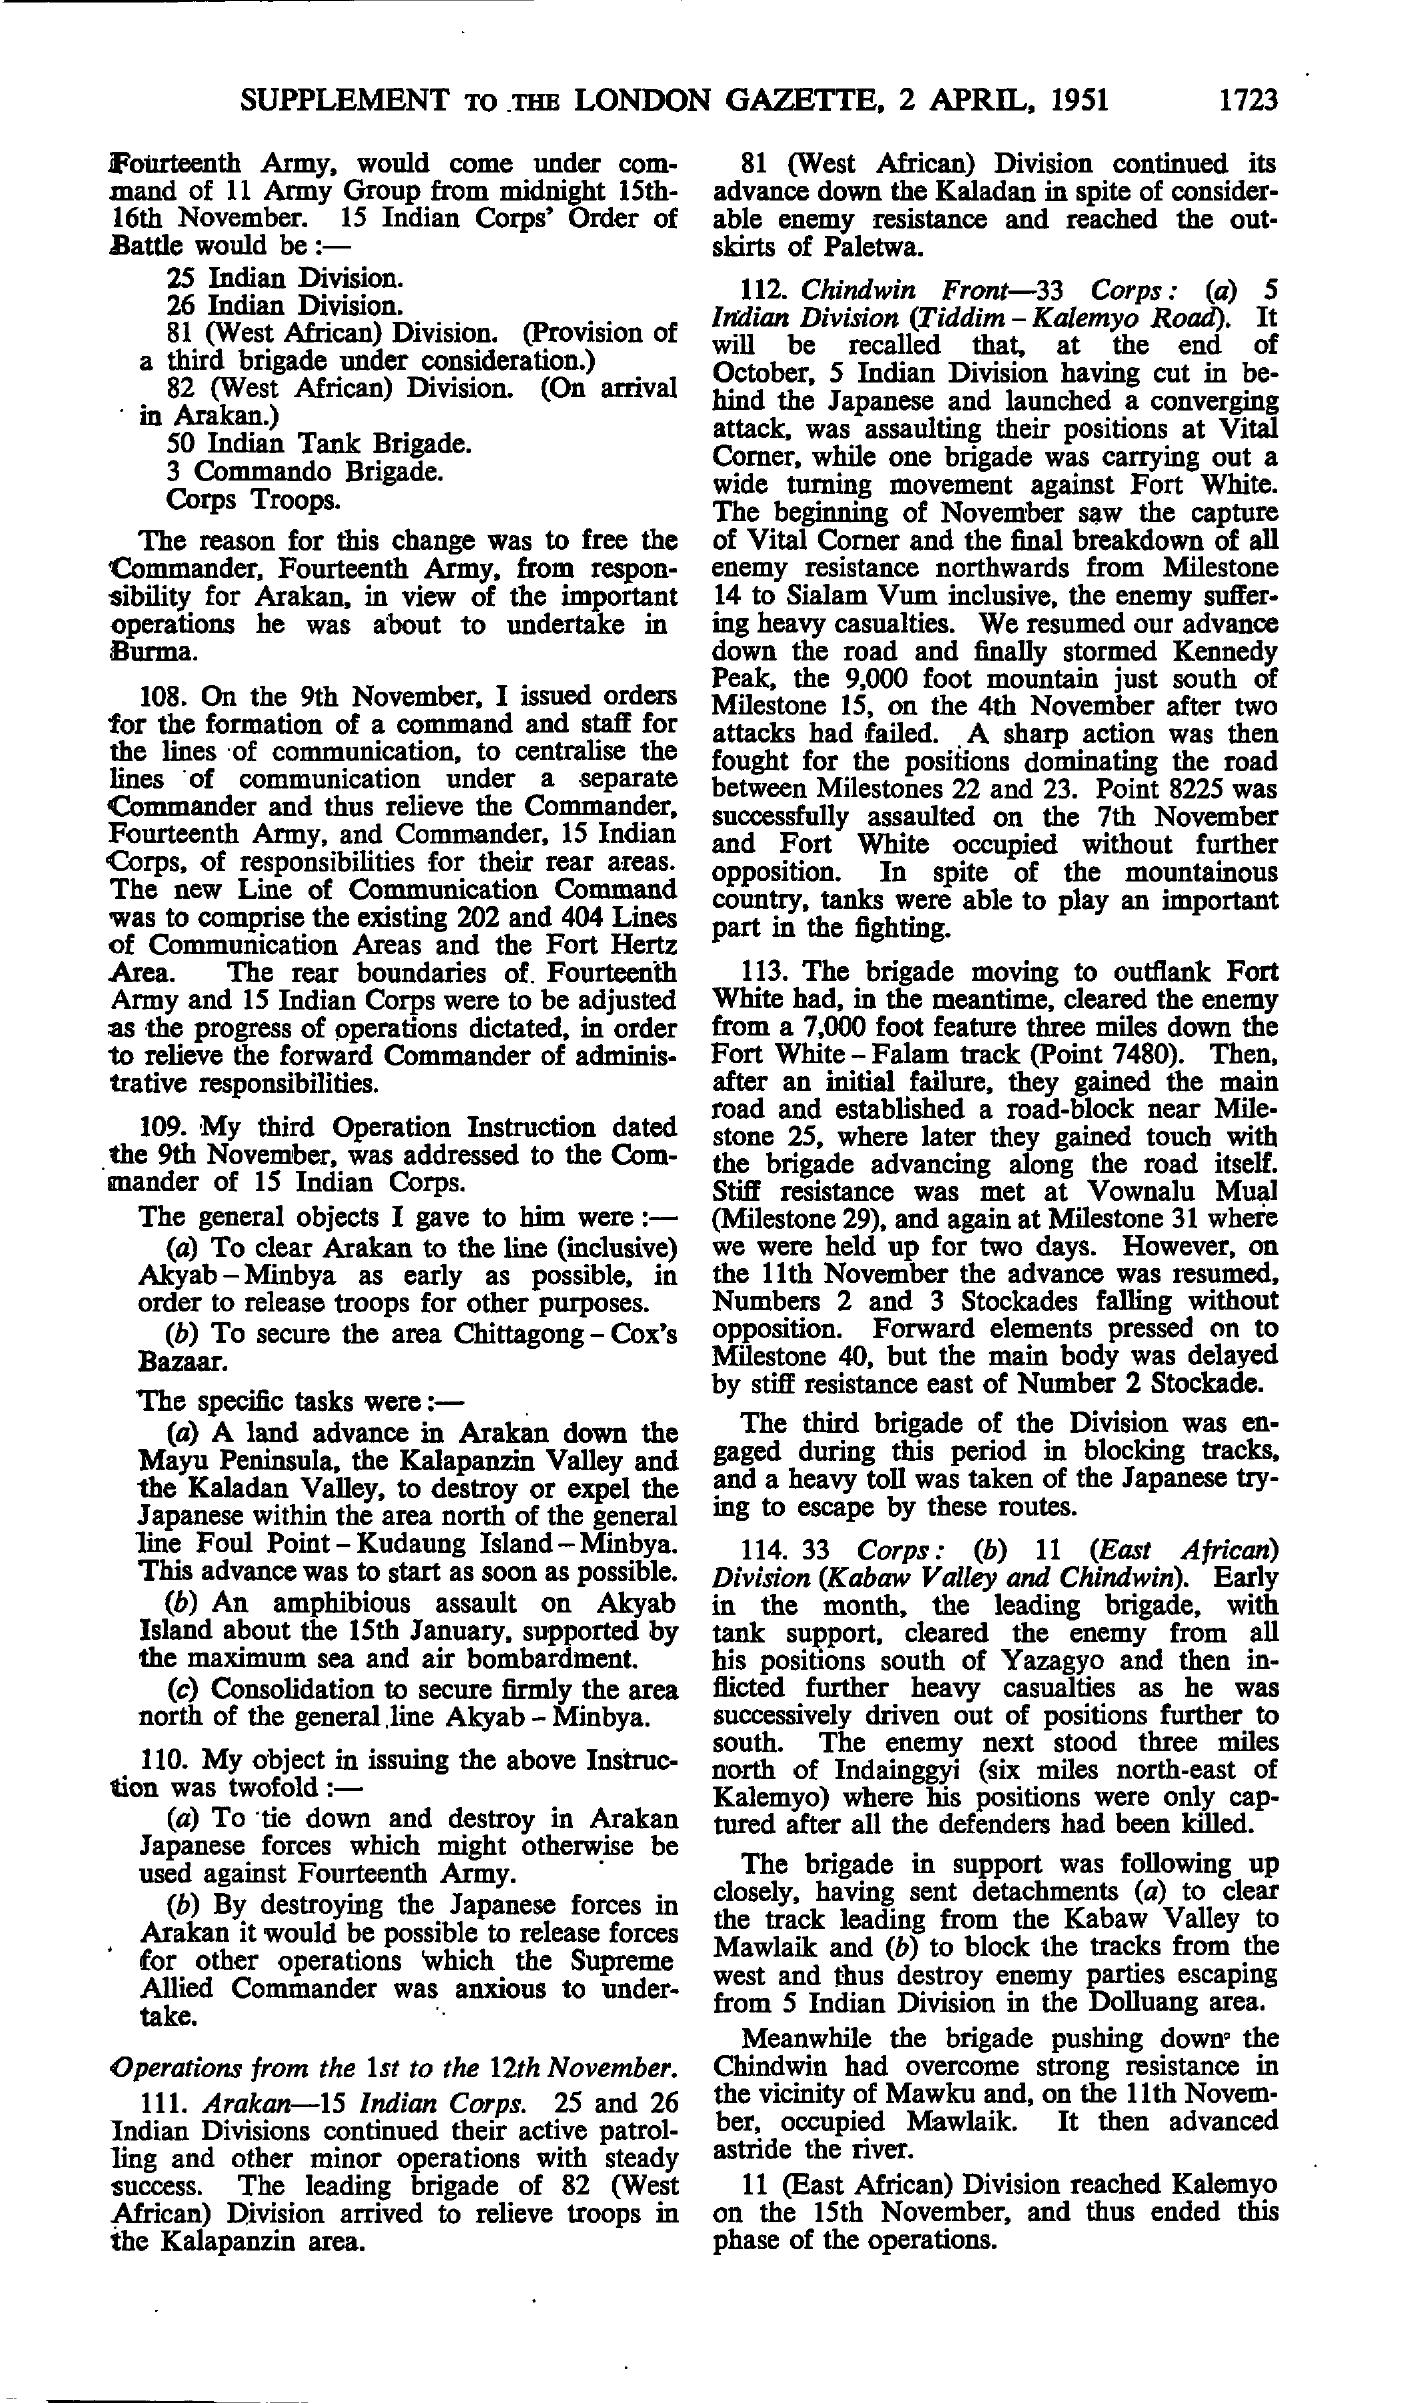 SUPPLEMENT TO THE LONDON GAZETTE, 2 APRIL, 1951 1723
Fourteenth Army, would come under com-
mand of 11 Army Group from midnight 15th-
16th November. 15 Indian Corps' Order of
Battle would be :—
25 Indian Division.
26 Indian Division.
81 (West African) Division. (Provision of
a third brigade under consideration.)
82 (West African) Division. (On arrival
in Arakan.)
50 Indian Tank Brigade.
3 Commando Brigade.
Corps Troops.
The reason for this change was to free the
Commander, Fourteenth Army, from respon-
sibility for Arakan, in view of the important
operations he was about to undertake in
Burma.
108. On the 9th November, I issued orders
for the formation of a command and staff for
the lines of communication, to centralise the
lines of communication under a separate
Commander and thus relieve the Commander,
Fourteenth Army, and Commander, 15 Indian
Corps, of responsibilities for their rear areas.
The new Line of Communication Command
was to comprise the existing 202 and 404 Lines
of Communication Areas and the Fort Hertz
Area. The rear boundaries of Fourteenth
Army and 15 Indian Corps were to be adjusted
as the progress of operations dictated, in order
to relieve the forward Commander of adminis-
trative responsibilities.
109. My third Operation Instruction dated
the 9th November, was addressed to the Com-
mander of 15 Indian Corps.
The general objects I gave to him were :—
(a) To clear Arakan to the line (inclusive)
Akyab – Minbya as early as possible, in
order to release troops for other purposes.
(b) To secure the area Chittagong – Cox's
Bazaar.
The specific tasks were :—
(a) A land advance in Arakan down the
Mayu Peninsula, the Kalapanzin Valley and
the Kaladan Valley, to destroy or expel the
Japanese within the area north of the general
line Foul Point – Kudaung Island – Minbya.
This advance was to start as soon as possible.
(b) An amphibious assault on Akyab
Island about the 15th January, supported by
the maximum sea and air bombardment.
(c) Consolidation to secure firmly the area
north of the general line Akyab – Minbya.
110. My object in issuing the above Instruc-
tion was twofold :—
(a) To tie down and destroy in Arakan
Japanese forces which might otherwise be
used against Fourteenth Army.
(b) By destroying the Japanese forces in
Arakan it would be possible to release forces
for other operations which the Supreme
Allied Commander was anxious to under-
take.
Operations from the 1st to the 12th November.
111. Arakan—15 Indian Corps. 25 and 26
Indian Divisions continued their active patrol-
ling and other minor operations with steady
success. The leading brigade of 82 (West
African) Division arrived to relieve troops in
the Kalapanzin area.
81 (West African) Division continued its
advance down the Kaladan in spite of consider-
able enemy resistance and reached the out-
skirts of Paletwa.
112. Chindwin Front—33 Corps: (a) 5
Indian Division (Tiddim – Kalemyo Road). It
will be recalled that, at the end of
October, 5 Indian Division having cut in be-
hind the Japanese and launched a converging
attack, was assaulting their positions at Vital
Corner, while one brigade was carrying out a
wide turning movement against Fort White.
The beginning of November saw the capture
of Vital Corner and the final breakdown of all
enemy resistance northwards from Milestone
14 to Sialam Vum inclusive, the enemy suffer-
ing heavy casualties. We resumed our advance
down the road and finally stormed Kennedy
Peak, the 9,000 foot mountain just south of
Milestone 15, on the 4th November after two
attacks had failed. A sharp action was then
fought for the positions dominating the road
between Milestones 22 and 23. Point 8225 was
successfully assaulted on the 7th November
and Fort White occupied without further
opposition. In spite of the mountainous
country, tanks were able to play an important
part in the fighting.
113. The brigade moving to outflank Fort
White had, in the meantime, cleared the enemy
from a 7,000 foot feature three miles down the
Fort White – Falam track (Point 7480). Then,
after an initial failure, they gained the main
road and established a road-block near Mile-
stone 25, where later they gained touch with
the brigade advancing along the road itself.
Stiff resistance was met at Vownalu Mual
(Milestone 29), and again at Milestone 31 where
we were held up for two days. However, on
the 11th November the advance was resumed,
Numbers 2 and 3 Stockades falling without
opposition. Forward elements pressed on to
Milestone 40, but the main body was delayed
by stiff resistance east of Number 2 Stockade.
The third brigade of the Division was en-
gaged during this period in blocking tracks,
and a heavy toll was taken of the Japanese try-
ing to escape by these routes.
114. 33 Corps: (b) 11 (East African)
Division (Kabaw Valley and Chindwin). Early
in the month, the leading brigade, with
tank support, cleared the enemy from all
his positions south of Yazagyo and then in-
flicted further heavy casualties as he was
successively driven out of positions further to
south. The enemy next stood three miles
north of Indainggyi (six miles north-east of
Kalemyo) where his positions were only cap-
tured after all the defenders had been killed.
The brigade in support was following up
closely, having sent detachments (a) to clear
the track leading from the Kabaw Valley to
Mawlaik and (b) to block the tracks from the
west and thus destroy enemy parties escaping
from 5 Indian Division in the Dolluang area.
Meanwhile the brigade pushing down the
Chindwin had overcome strong resistance in
the vicinity of Mawku and, on the 11th Novem-
ber, occupied Mawlaik. It then advanced
astride the river.
11 (East African) Division reached Kalemyo
on the 15th November, and thus ended this
phase of the operations.